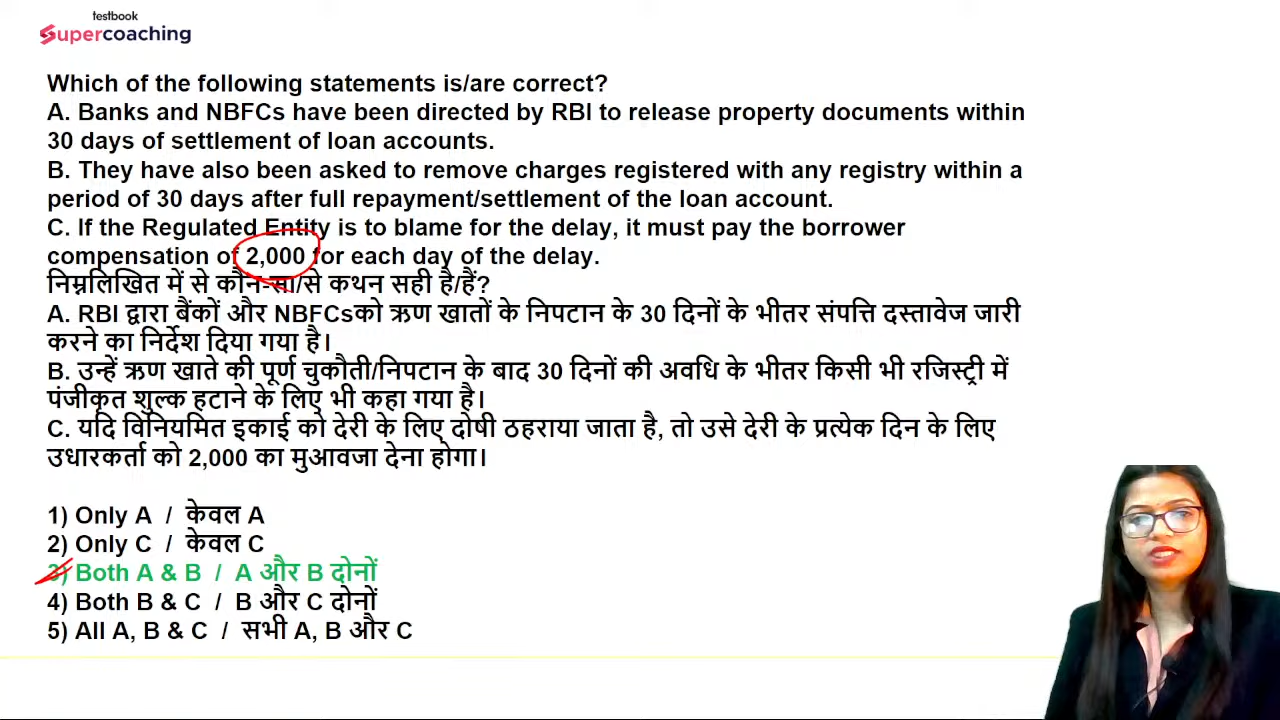 testbook
Supercoaching
Which of the following statements is/are correct?
A. Banks and NBFCs have been directed by RBI to release property documents within
30 days of settlement of loan accounts.
B. They have also been asked to remove charges registered with any registry within a
period of 30 days after full repayment/settlement of the loan account.
C. If the Regulated Entity is to blame for the delay, it must pay the borrower
compensation of 2,000 for each day of the delay.
निम्नलिखित में से कौन-सा/से कथन सही है/हैं?
A. RBI द्वारा बैंकों और NBFCsको ऋण खातों के निपटान के 30 दिनों के भीतर संपत्ति दस्तावेज जारी
करने का निर्देश दिया गया है।
B. उन्हें ऋण खाते की पूर्ण चुकौती/निपटान के बाद 30 दिनों की अवधि के भीतर किसी भी रजिस्ट्री में
पंजीकृत शुल्क हटाने के लिए भी कहा गया है।
C. यदि विनियमित इकाई को देरी के लिए दोषी ठहराया जाता है, तो उसे देरी के प्रत्येक दिन के लिए
उधारकर्ता को 2,000 का मुआवजा देना होगा।
1) Only A / केवल A
2) Only C / केवल C
3) Both A & B / A और B दोनों
4) Both B & C / B और C दोनों
5) All A, B & C / सभी A, B और C